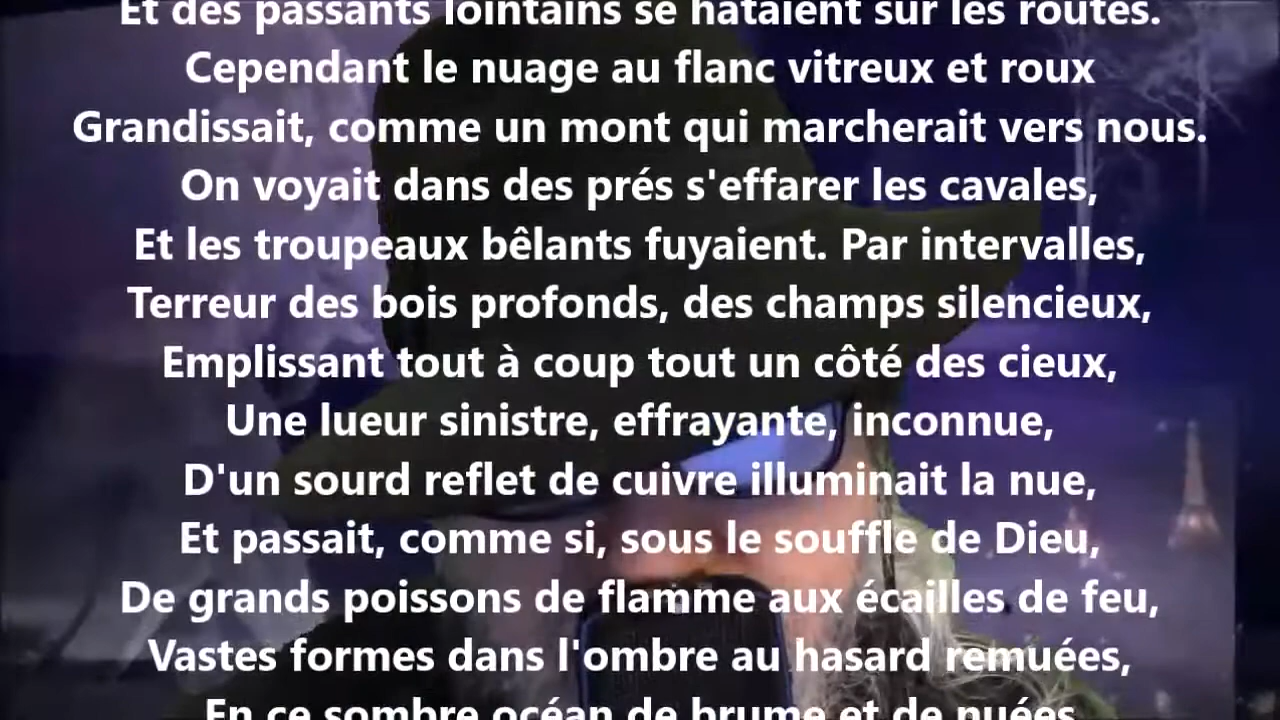 Et des passants lointains se hâtaient sur les routes.
Cependant le nuage au flanc vitreux et roux
Grandissait, comme un mont qui marcherait vers nous.
On voyait dans des prés s'effarer les cavales,
Et les troupeaux bêlants fuyaient. Par intervalles,
Terreur des bois profonds, des champs silencieux,
Emplissant tout à coup tout un côté des cieux,
Une lueur sinistre, effrayante, inconnue,
D'un sourd reflet de cuivre illuminait la nue,
Et passait, comme si, sous le souffle de Dieu,
De grands poissons de flamme aux écailles de feu,
Vastes formes dans l'ombre au hasard remuées,
En ce sombre océan de brume et de nuées